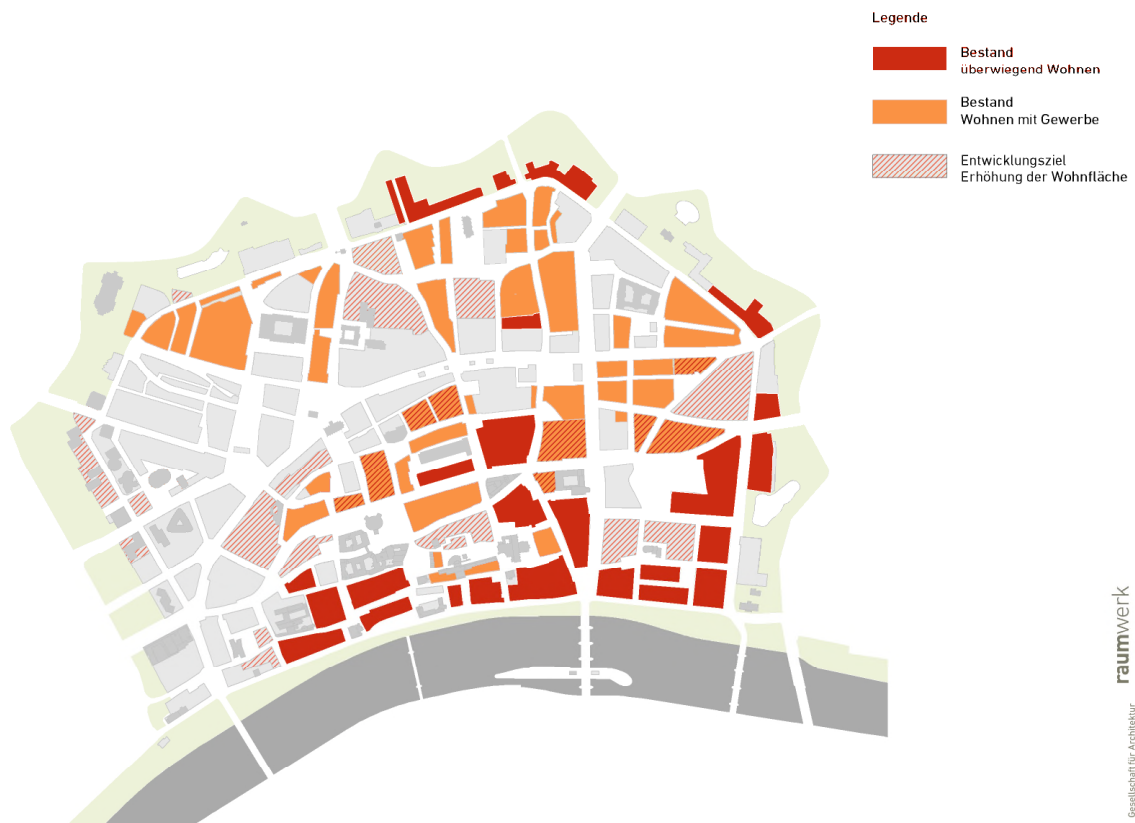 Legende
Bestand
überwiegend Wohnen
Bestand
Wohnen mit Gewerbe
Entwicklungsziel
Erhöhung der Wohnfläche
raumwerk
Gesellschaft für Architektur